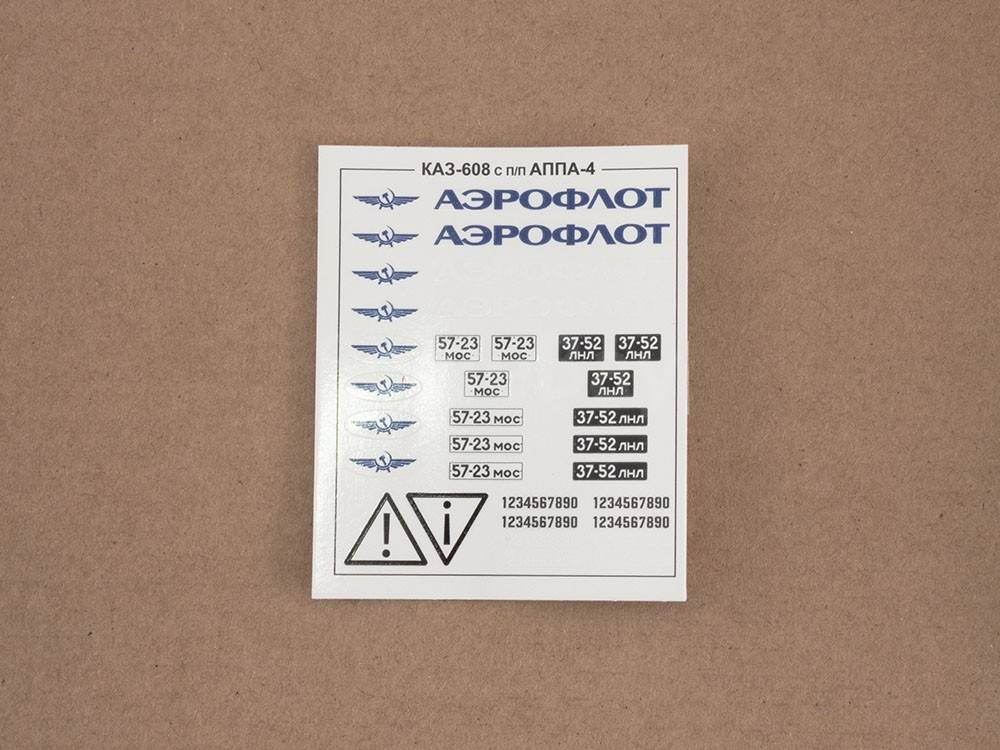 КАЗ-608 с п/п АППА-4
АЭРОФЛОТ
АЭРОФЛОТ
АЭРОФЛОТ
АЭРОФЛОТ
57-23 мос 57-23 мос 37-52 лнл 37-52 лнл
57-23 мос 37-52 лнл
57-23 мос 37-52 лнл
57-23 мос 37-52 лнл
57-23 мос 37-52 лнл
! i
1234567890 1234567890
1234567890 1234567890